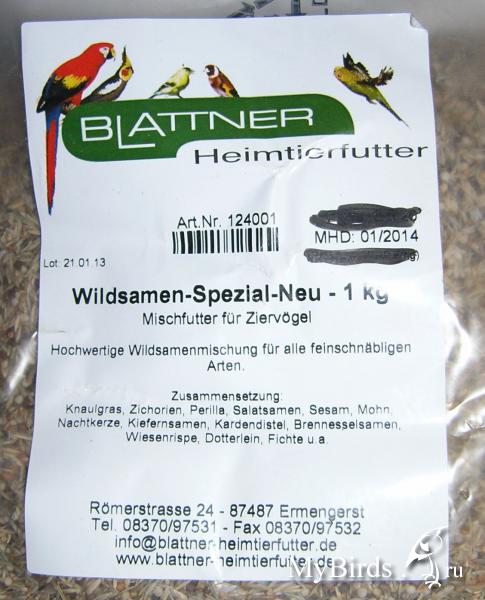 BLATTNER
Heimtierfutter
Art.Nr. 124001
MHD: 01/2014
Lot: 21.01.13
Wildsamen-Spezial-Neu - 1 kg
Mischfutter für Ziervögel
Hochwertige Wildsamenmischung für alle feinschnäbligen
Arten.
Zusammensetzung:
Knaulgras, Zichorien, Perilla, Salatsamen, Sesam, Mohn,
Nachtkerze, Kiefernsamen, Kardendistel, Brennesselsamen,
Wiesenrispe, Dotterlein, Fichte u.a.
Römerstrasse 24 - 87487 Ermengerst
Tel. 08370/97531 - Fax 08370/97532
info@blattner-heimtierfutter.de
www.blattner-heimtierfutter.de
MyBirds.ru